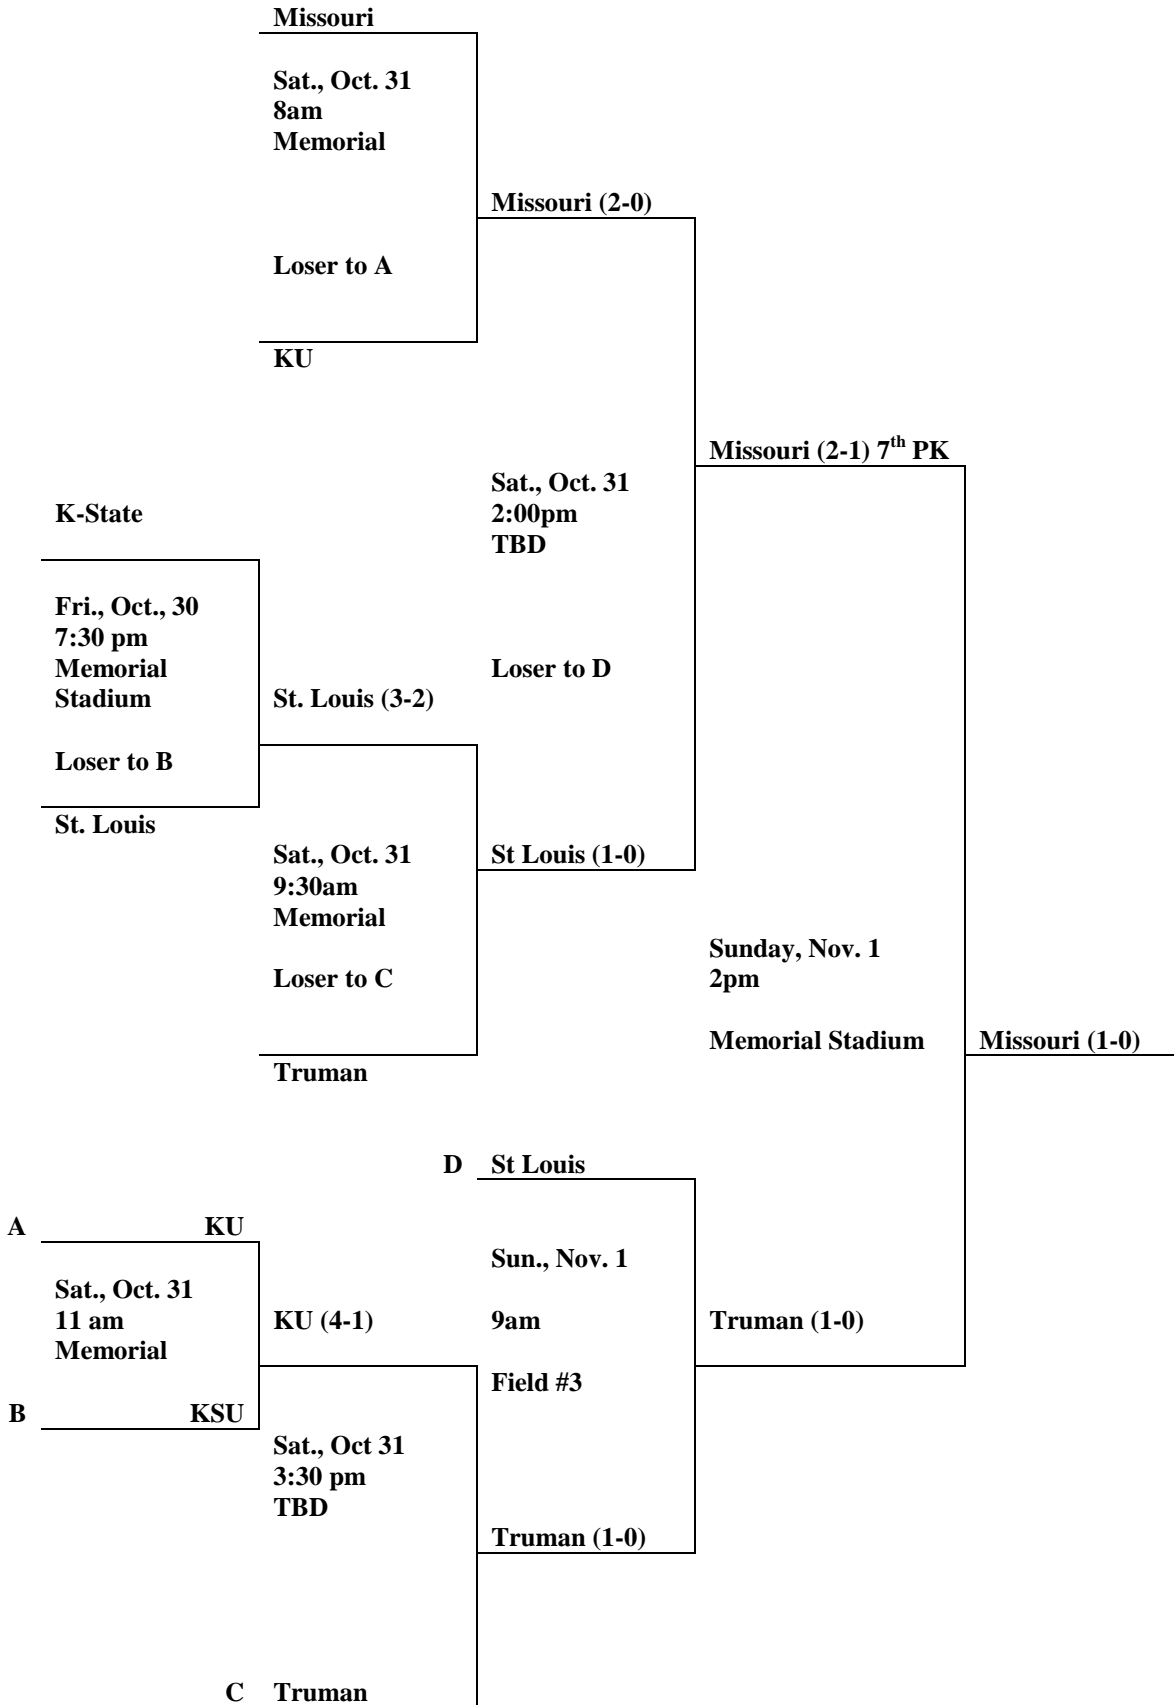 Missouri
Sat., Oct. 31
8am
Memorial
Missouri (2-0)
Loser to A
KU
Missouri (2-1) 7th PK
Sat., Oct. 31
2:00pm
TBD
K-State
Fri., Oct., 30
7:30 pm
Memorial
Stadium
Loser to D
St. Louis (3-2)
Loser to B
St. Louis
Sat., Oct. 31
9:30am
Memorial
St Louis (1-0)
Loser to C
Sunday, Nov. 1
2pm
Memorial Stadium
Missouri (1-0)
Truman
D St Louis
A KU
Sun., Nov. 1
Sat., Oct. 31
11 am
Memorial
KU (4-1)
9am
Truman (1-0)
Field #3
B KSU
Sat., Oct 31
3:30 pm
TBD
Truman (1-0)
C Truman